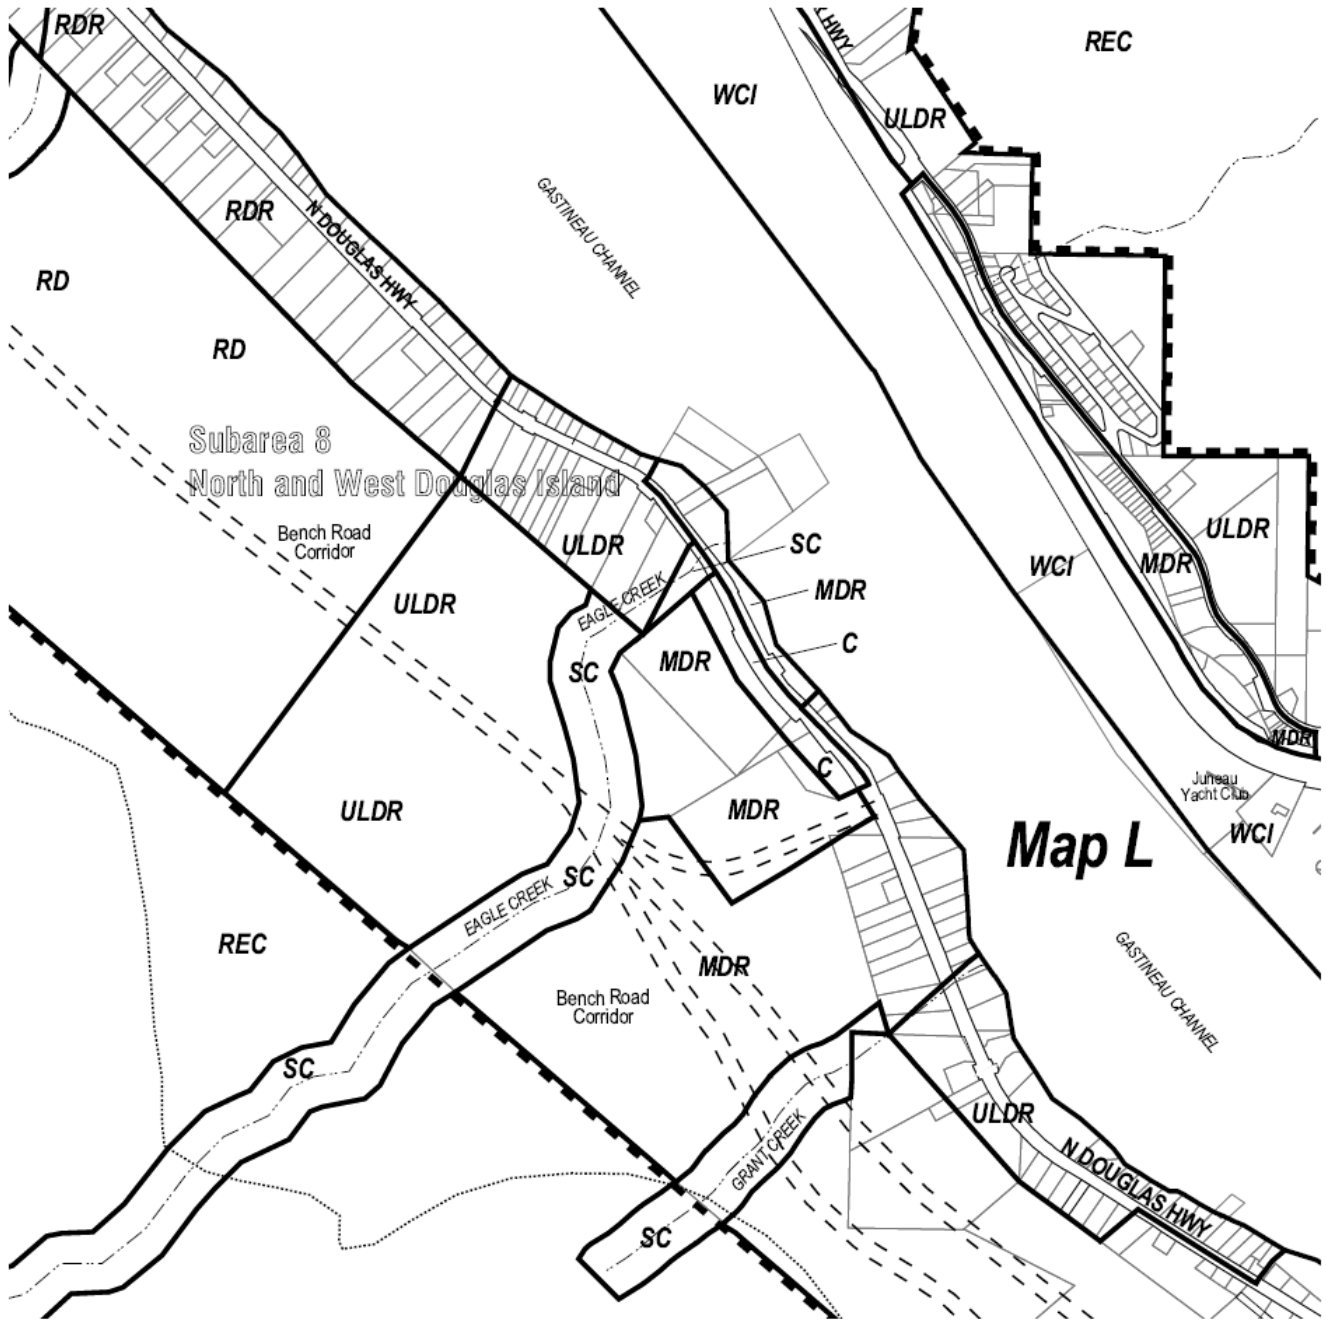 RDR
REC
HWY
WCI
ULDR
GASTINEAU CHANNEL
RDR
N DOUGLAS HWY
RD
RD
Subarea 8
North and West Douglas Island
Bench Road
Corridor
ULDR
SC
ULDR
WCI
MDR
ULDR
EAGLE CREEK
MDR
C
SC
MDR
MDR
C
Juneau
Yacht Club
WCI
ULDR
MDR
Map L
SC
EAGLE CREEK
REC
MDR
GASTINEAU CHANNEL
Bench Road
Corridor
SC
ULDR
GRANT CREEK
N DOUGLAS HWY
SC